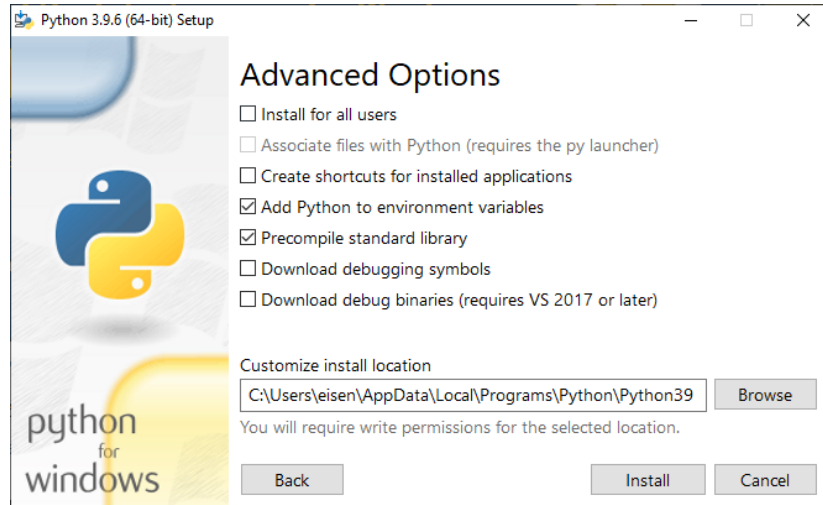 Python 3.9.6 (64-bit) Setup
Advanced Options
Install for all users
Associate files with Python (requires the py launcher)
Create shortcuts for installed applications
Add Python to environment variables
Precompile standard library
Download debugging symbols
Download debug binaries (requires VS 2017 or later)
Customize install location
C:\Users\eisen\AppData\Local\Programs\Python\Python39
Browse
You will require write permissions for the selected location.
python
for
windows
Back
Install
Cancel